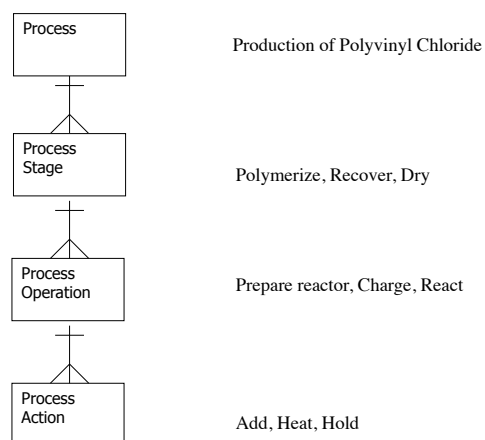 Process
Production of Polyvinyl Chloride
Process
Stage
Polymerize, Recover, Dry
Process
Operation
Prepare reactor, Charge, React
Process
Action
Add, Heat, Hold